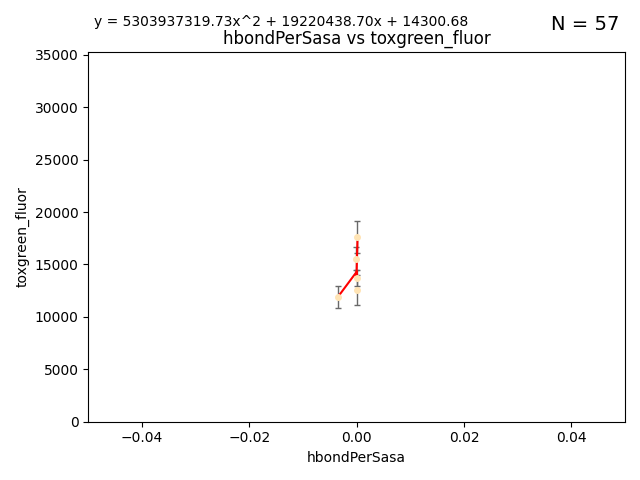 y = 5303937319.73x^2 + 19220438.70x + 14300.68
N = 57
hbondPerSasa vs toxgreen_fluor
35000
30000
25000
20000
15000
10000
5000
0
toxgreen_fluor
−0.04 −0.02 0.00 0.02 0.04
hbondPerSasa